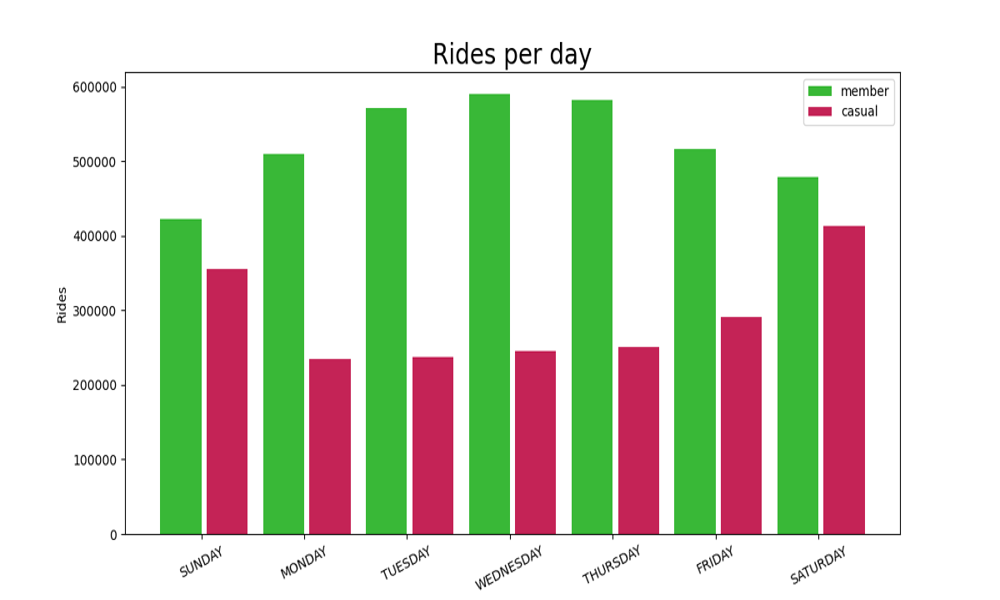 Rides per day
member
casual
600000
500000
400000
300000
200000
100000
0
Rides
SUNDAY
MONDAY
TUESDAY
WEDNESDAY
THURSDAY
FRIDAY
SATURDAY